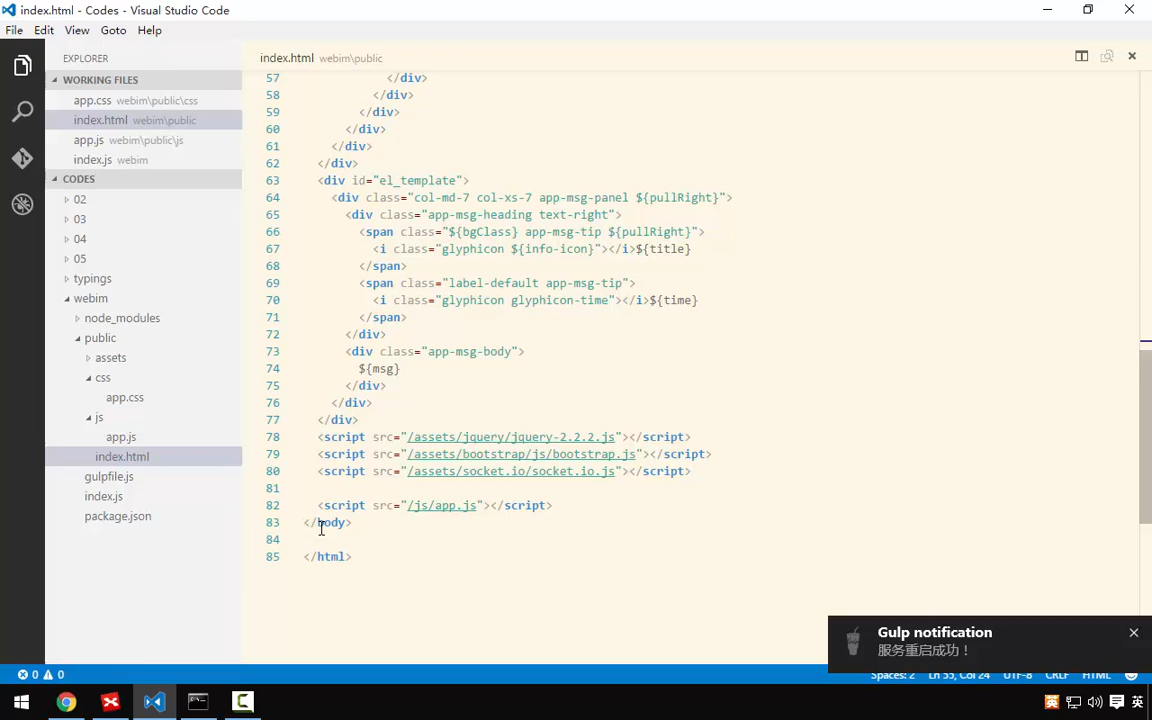 index.html - Codes - Visual Studio Code
File Edit View Goto Help
EXPLORER
WORKING FILES
app.css webim\public\css
index.html webim\public
app.js webim\public\js
index.js webim
CODES
02
03
04
05
typings
webim
node_modules
public
assets
css
app.css
js
app.js
index.html
gulpfile.js
index.js
package.json
index.html webim\public
57 </div>
58 </div>
59 </div>
60 </div>
61 </div>
62 </div>
63 <div id="el_template">
64 <div class="col-md-7 col-xs-7 app-msg-panel ${pullRight}">
65 <div class="app-msg-heading text-right">
66 <span class="${bgClass} app-msg-tip ${pullRight}">
67 <i class="glyphicon ${info-icon}"></i>${title}
68 </span>
69 <span class="label-default app-msg-tip">
70 <i class="glyphicon glyphicon-time"></i>${time}
71 </span>
72 </div>
73 <div class="app-msg-body">
74 ${msg}
75 </div>
76 </div>
77 </div>
78 <script src="/assets/jquery/jquery-2.2.2.js"></script>
79 <script src="/assets/bootstrap/js/bootstrap.js"></script>
80 <script src="/assets/socket.io/socket.io.js"></script>
81
82 <script src="/js/app.js"></script>
83 </body>
84
85 </html>
Gulp notification
服务重启成功！
0 0
Spaces: 2 Ln 55, Col 24 UTF-8 CRLF HTML
英